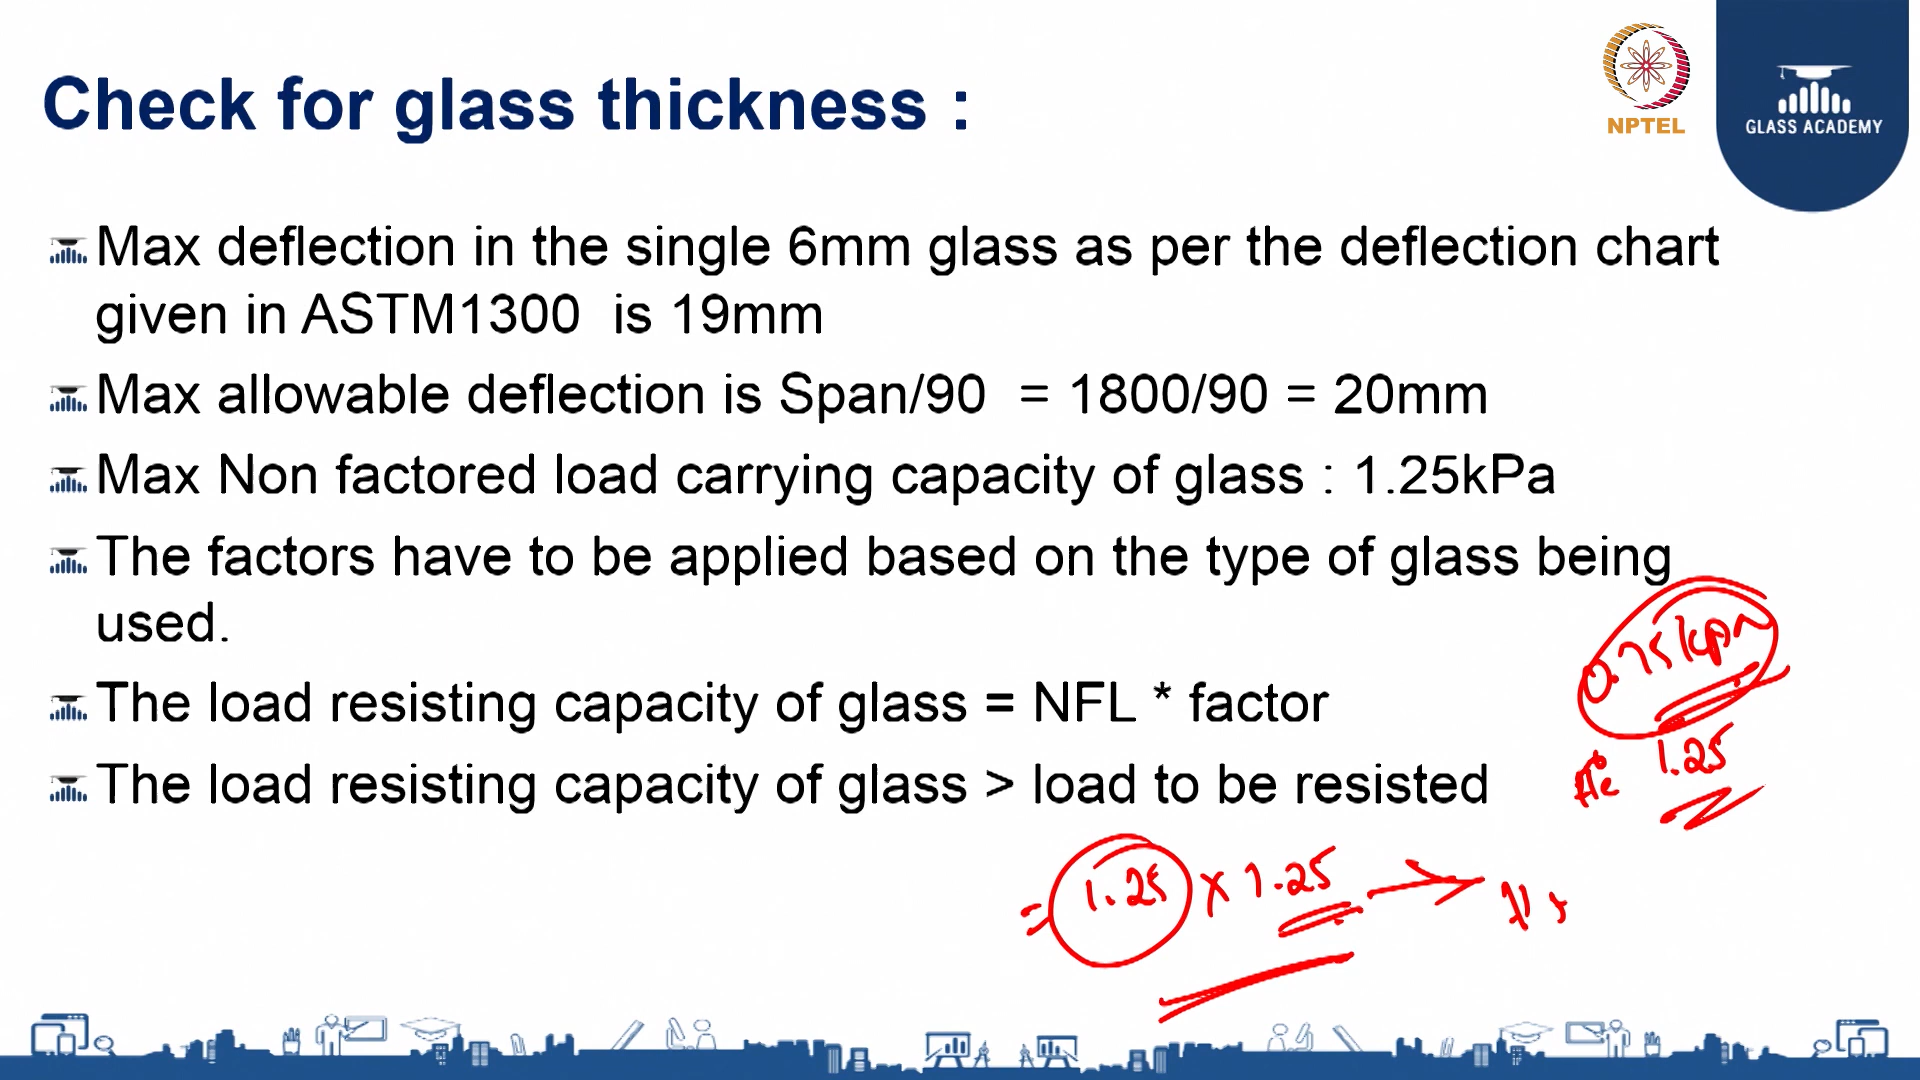 Check for glass thickness :
NPTEL
GLASS ACADEMY
Max deflection in the single 6mm glass as per the deflection chart
given in ASTM1300 is 19mm
Max allowable deflection is Span/90 = 1800/90 = 20mm
Max Non factored load carrying capacity of glass : 1.25kPa
The factors have to be applied based on the type of glass being
used.
The load resisting capacity of glass = NFL * factor
The load resisting capacity of glass > load to be resisted
0.75 kpa
1.25
= 1.25 x 1.25